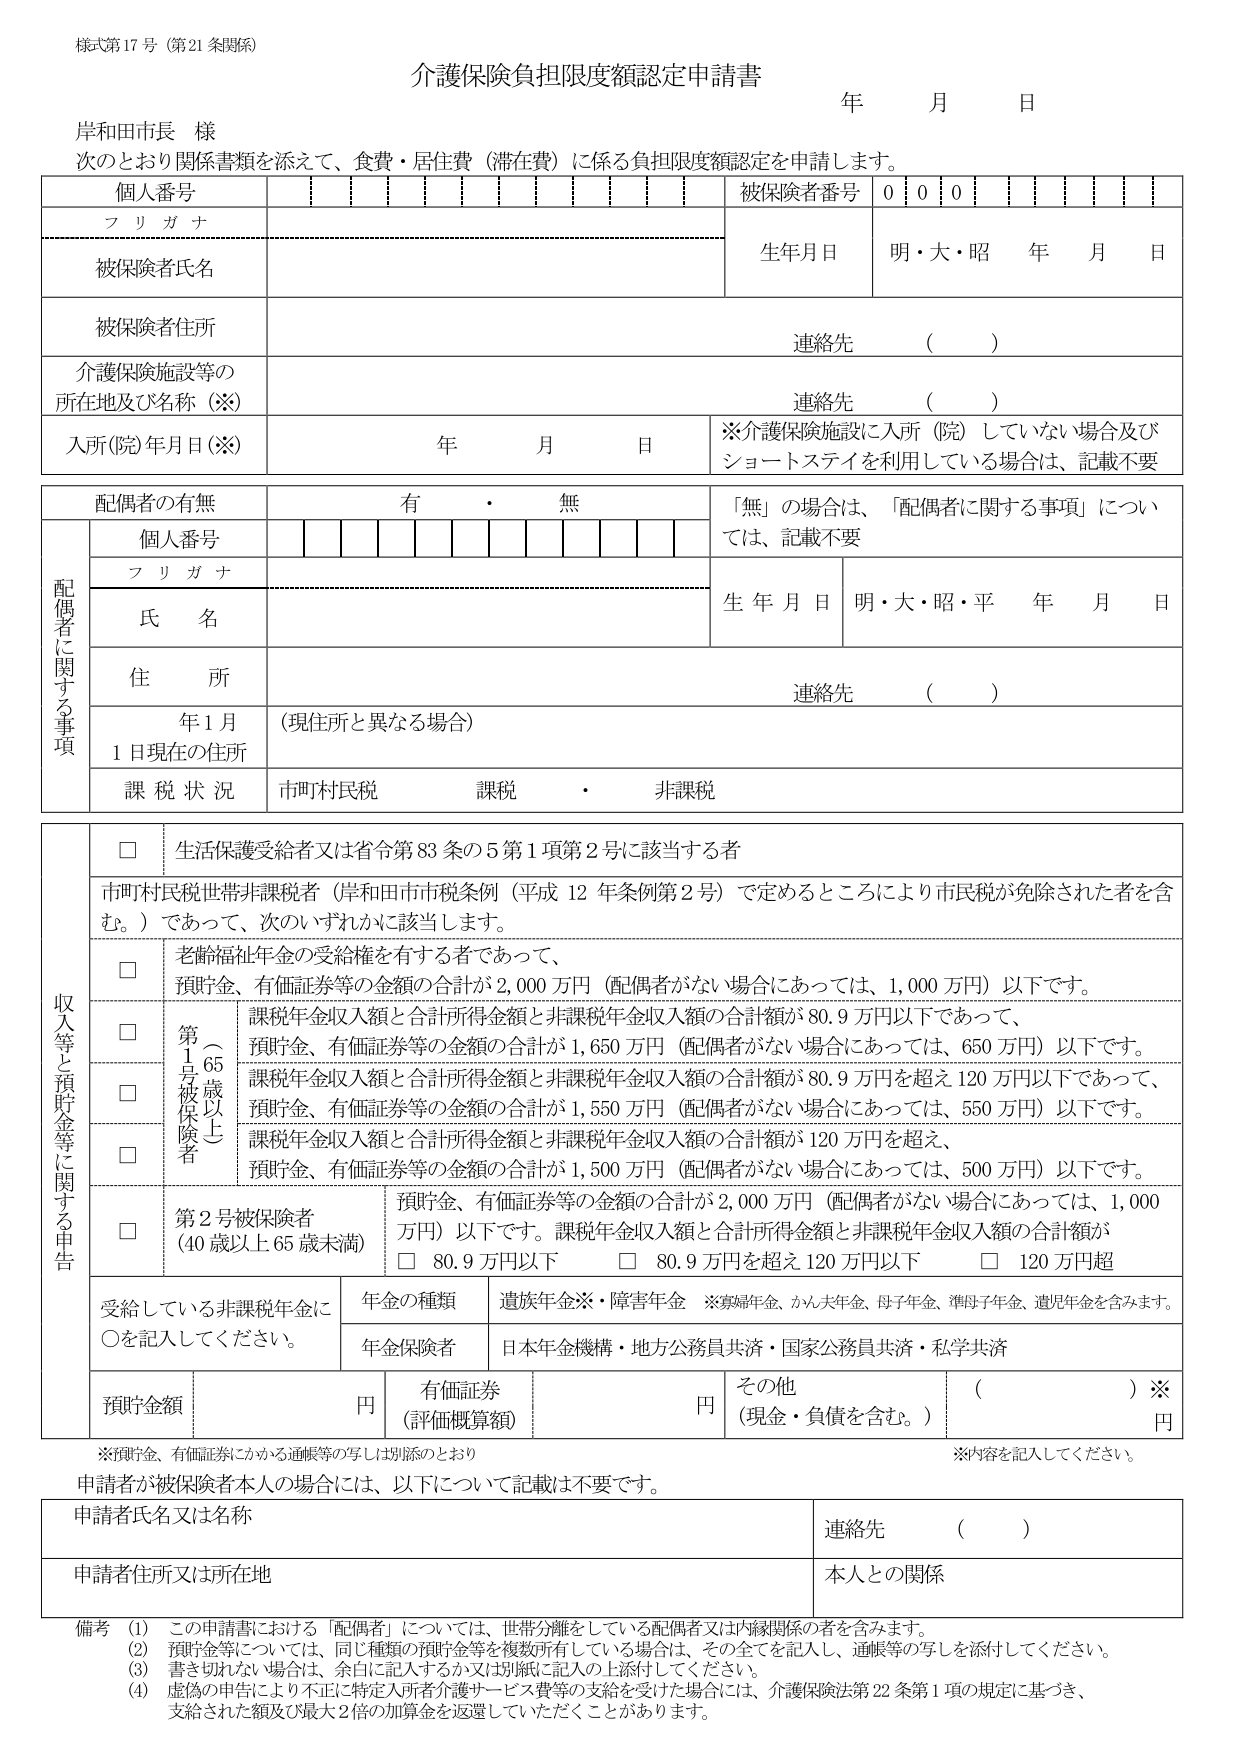 様式第17 号（第21 条関係）
介護保険負担限度額認定申請書
年　　　月　　　日
岸和田市長　様
次のとおり関係書類を添えて、食費・居住費（滞在費）に係る負担限度額認定を申請します。
個人番号　被保険者番号　0 0 0
フ リ ガ ナ
被保険者氏名　生年月日　明・大・昭　　年　　月　　日
被保険者住所　連絡先　　　（　　　）
介護保険施設等の
所在地及び名称（※）　連絡先　　　（　　　）
入所(院)年月日(※)　年　　　月　　　日　※介護保険施設に入所（院）していない場合及び
ショートステイを利用している場合は、記載不要
配偶者の有無　有　・　無　「無」の場合は、「配偶者に関する事項」につい
ては、記載不要
配偶者に関する事項
個人番号
フ リ ガ ナ
氏　　名　生 年 月 日　明・大・昭・平　　年　　月　　日
住　　　所　連絡先　　　（　　　）
年1 月
1 日現在の住所　（現住所と異なる場合）
課 税 状 況　市町村民税　　　課税　　・　　非課税
収入等と預貯金等に関する申告
□　生活保護受給者又は省令第83 条の５第１項第２号に該当する者
市町村民税世帯非課税者（岸和田市市税条例（平成 12 年条例第２号）で定めるところにより市民税が免除された者を含
む。）であって、次のいずれかに該当します。
□　老齢福祉年金の受給権を有する者であって、
預貯金、有価証券等の金額の合計が2,000 万円（配偶者がない場合にあっては、1,000 万円）以下です。
第１号被保険者
（65歳以上）
□　課税年金収入額と合計所得金額と非課税年金収入額の合計額が80.9 万円以下であって、
預貯金、有価証券等の金額の合計が1,650 万円（配偶者がない場合にあっては、650 万円）以下です。
□　課税年金収入額と合計所得金額と非課税年金収入額の合計額が80.9 万円を超え120 万円以下であって、
預貯金、有価証券等の金額の合計が1,550 万円（配偶者がない場合にあっては、550 万円）以下です。
□　課税年金収入額と合計所得金額と非課税年金収入額の合計額が120 万円を超え、
預貯金、有価証券等の金額の合計が1,500 万円（配偶者がない場合にあっては、500 万円）以下です。
□　第２号被保険者
（40 歳以上65 歳未満）
預貯金、有価証券等の金額の合計が2,000 万円（配偶者がない場合にあっては、1,000
万円）以下です。課税年金収入額と合計所得金額と非課税年金収入額の合計額が
□　80.9 万円以下　　□　80.9 万円を超え120 万円以下　　□　120 万円超
受給している非課税年金に
○を記入してください。
年金の種類　遺族年金※・障害年金　※寡婦年金、かん夫年金、母子年金、準母子年金、遺児年金を含みます。
年金保険者　日本年金機構・地方公務員共済・国家公務員共済・私学共済
預貯金額　円　有価証券
（評価概算額）　円　その他
（現金・負債を含む。）　（　　　　）※
円
※預貯金、有価証券にかかる通帳等の写しは別添のとおり　※内容を記入してください。
申請者が被保険者本人の場合には、以下について記載は不要です。
申請者氏名又は名称　連絡先　　　（　　　）
申請者住所又は所在地　本人との関係
備考　(1)　この申請書における「配偶者」については、世帯分離をしている配偶者又は内縁関係の者を含みます。
(2)　預貯金等については、同じ種類の預貯金等を複数所有している場合は、その全てを記入し、通帳等の写しを添付してください。
(3)　書き切れない場合は、余白に記入するか又は別紙に記入の上添付してください。
(4)　虚偽の申告により不正に特定入所者介護サービス費等の支給を受けた場合には、介護保険法第22 条第１項の規定に基づき、
支給された額及び最大２倍の加算金を返還していただくことがあります。